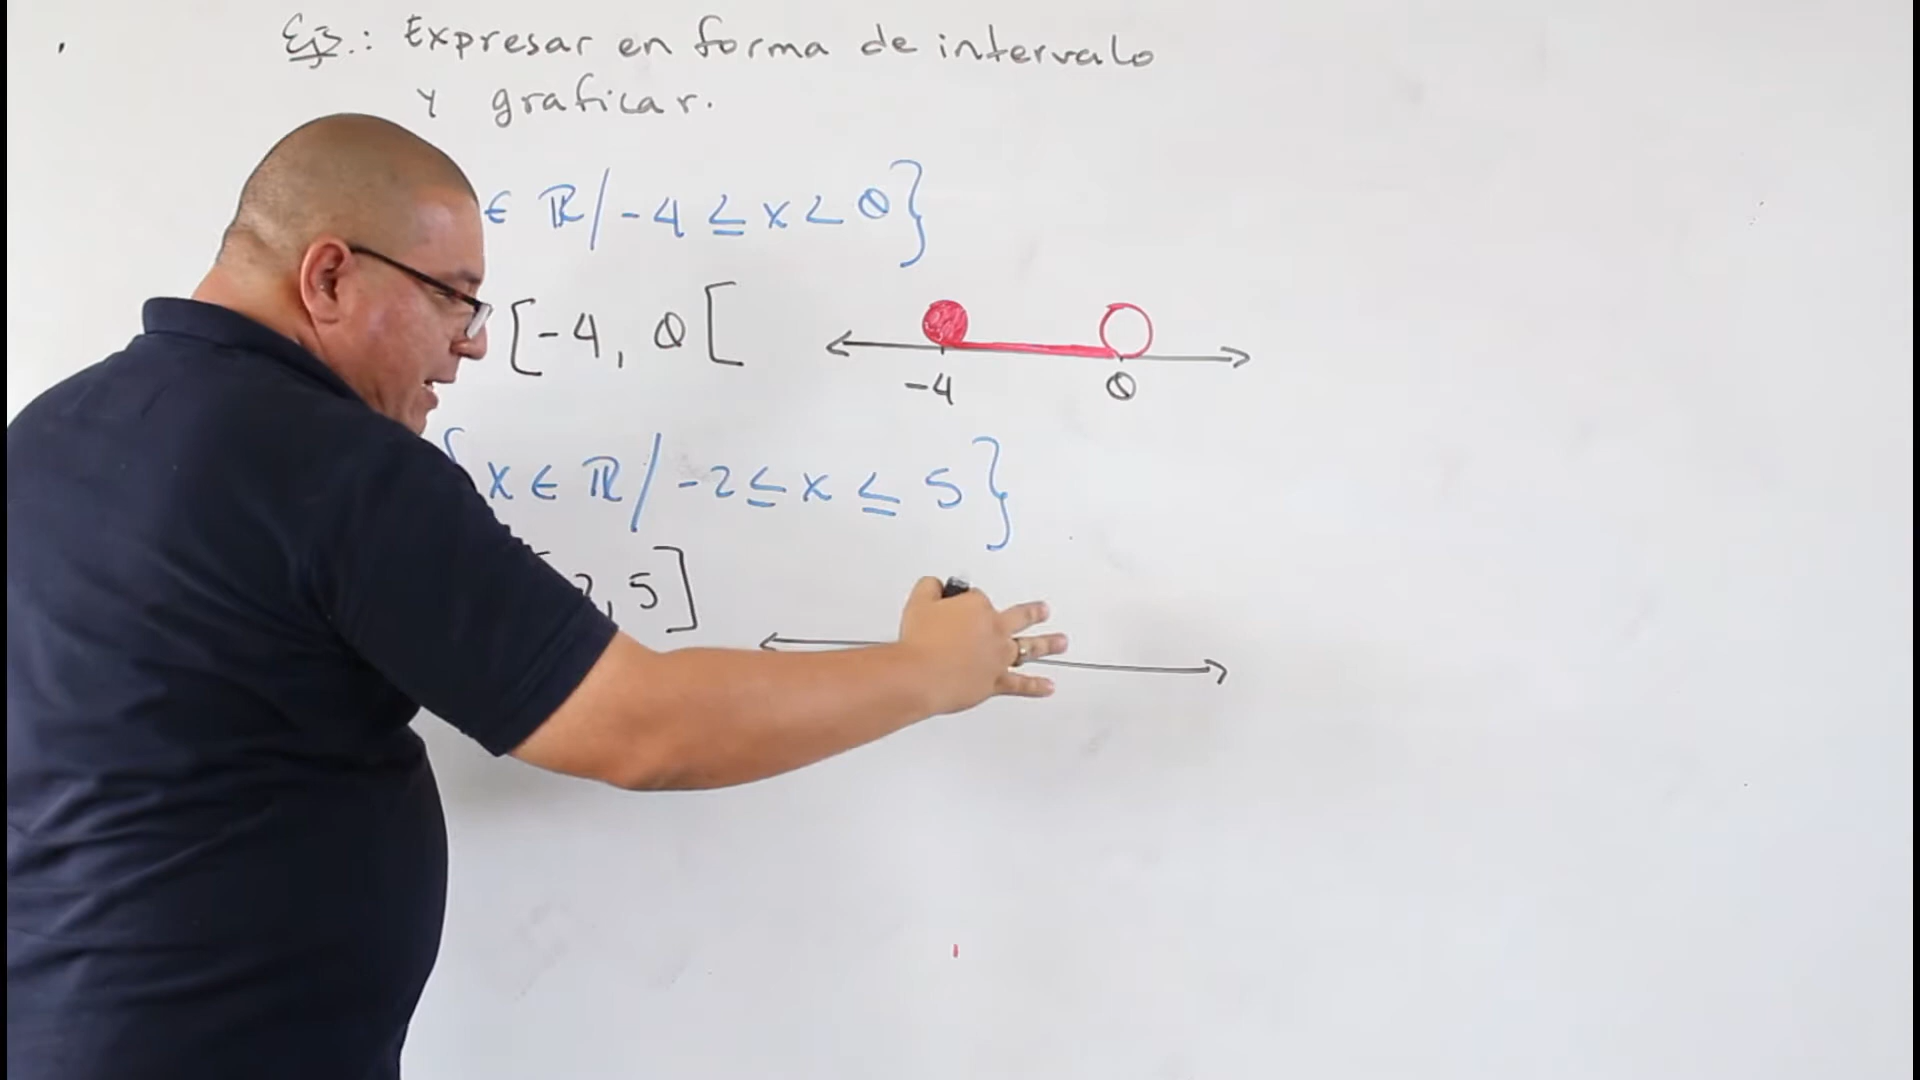 Ej.: Expresar en forma de intervalo
y graficar.
∈ ℝ / -4 ≤ x < 0}
[-4, 0[
-4 0
{x ∈ ℝ / -2 ≤ x ≤ 5}
2, 5]